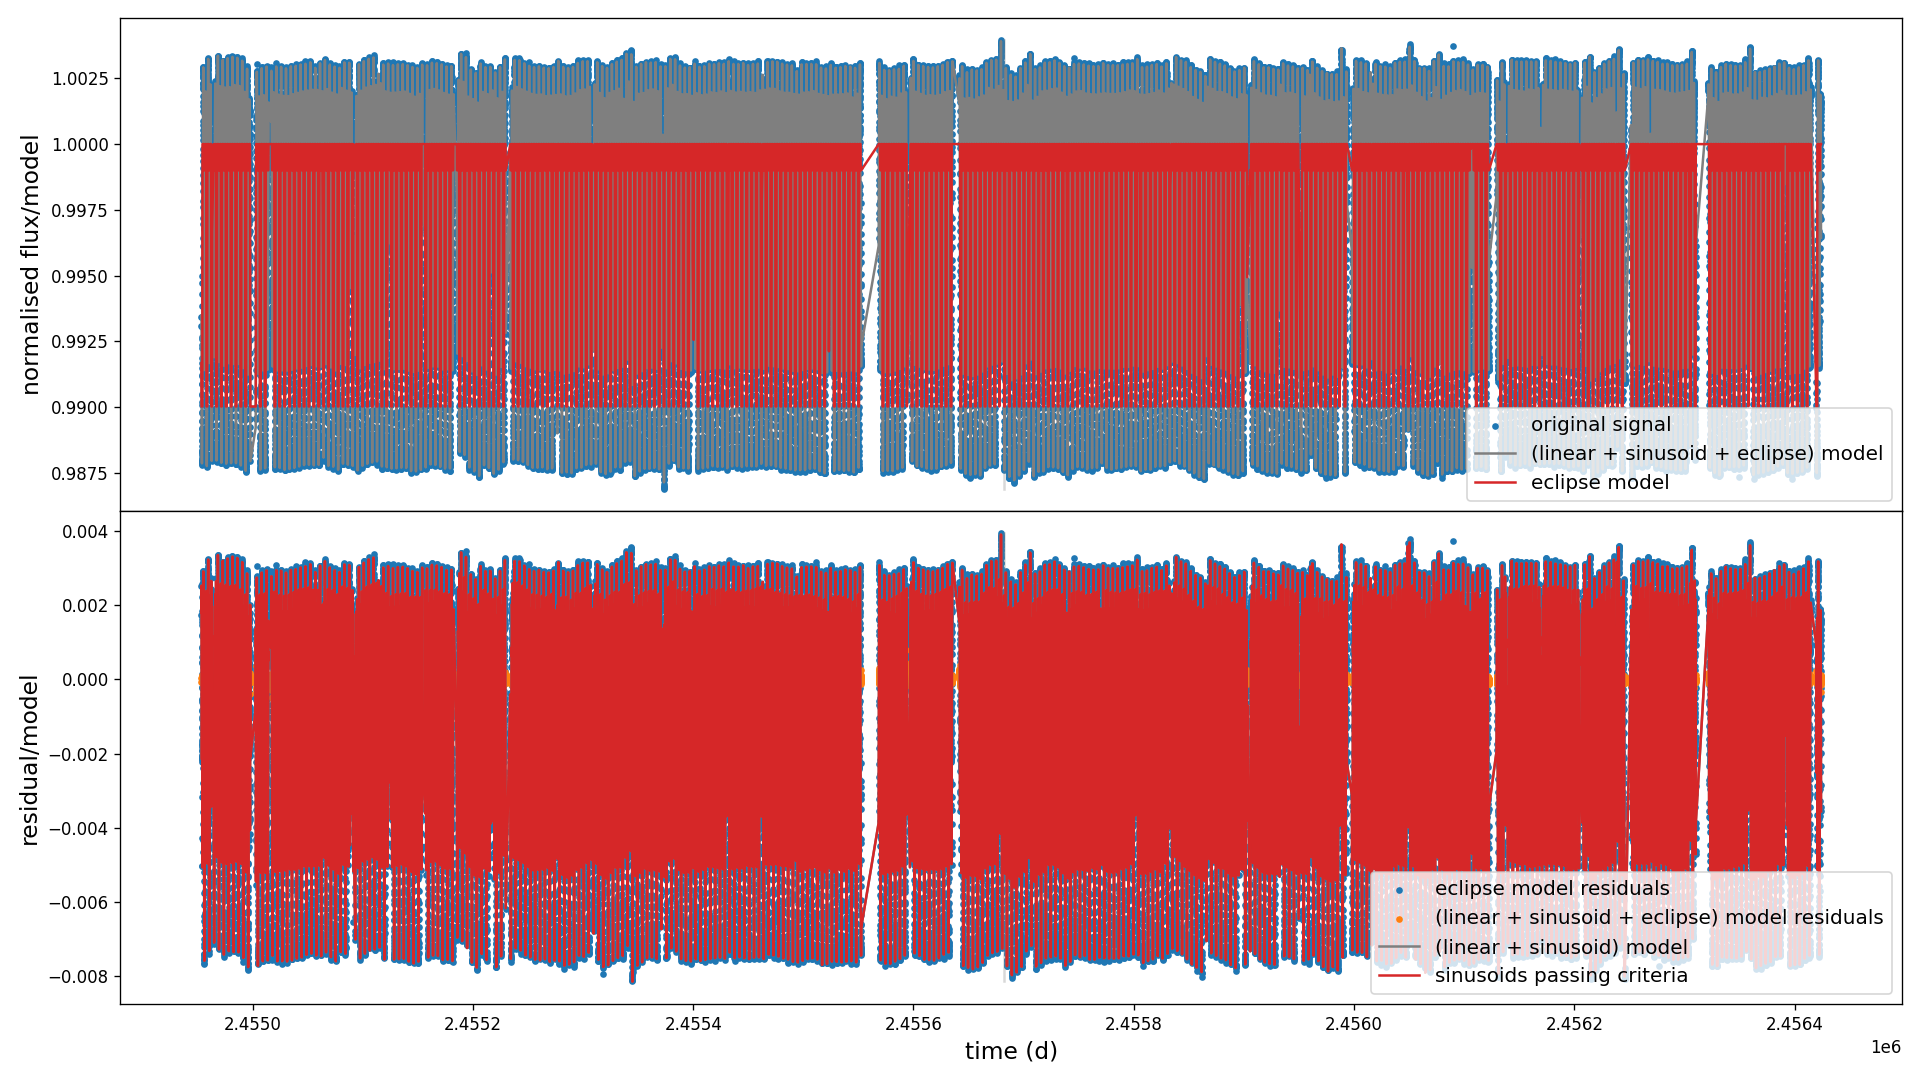 normalised flux/model
1.0025
1.0000
0.9975
0.9950
0.9925
0.9900
0.9875
original signal
(linear + sinusoid + eclipse) model
eclipse model
residual/model
0.004
0.002
0.000
−0.002
−0.004
−0.006
−0.008
eclipse model residuals
(linear + sinusoid + eclipse) model residuals
(linear + sinusoid) model
sinusoids passing criteria
2.4550 2.4552 2.4554 2.4556 2.4558 2.4560 2.4562 2.4564
1e6
time (d)